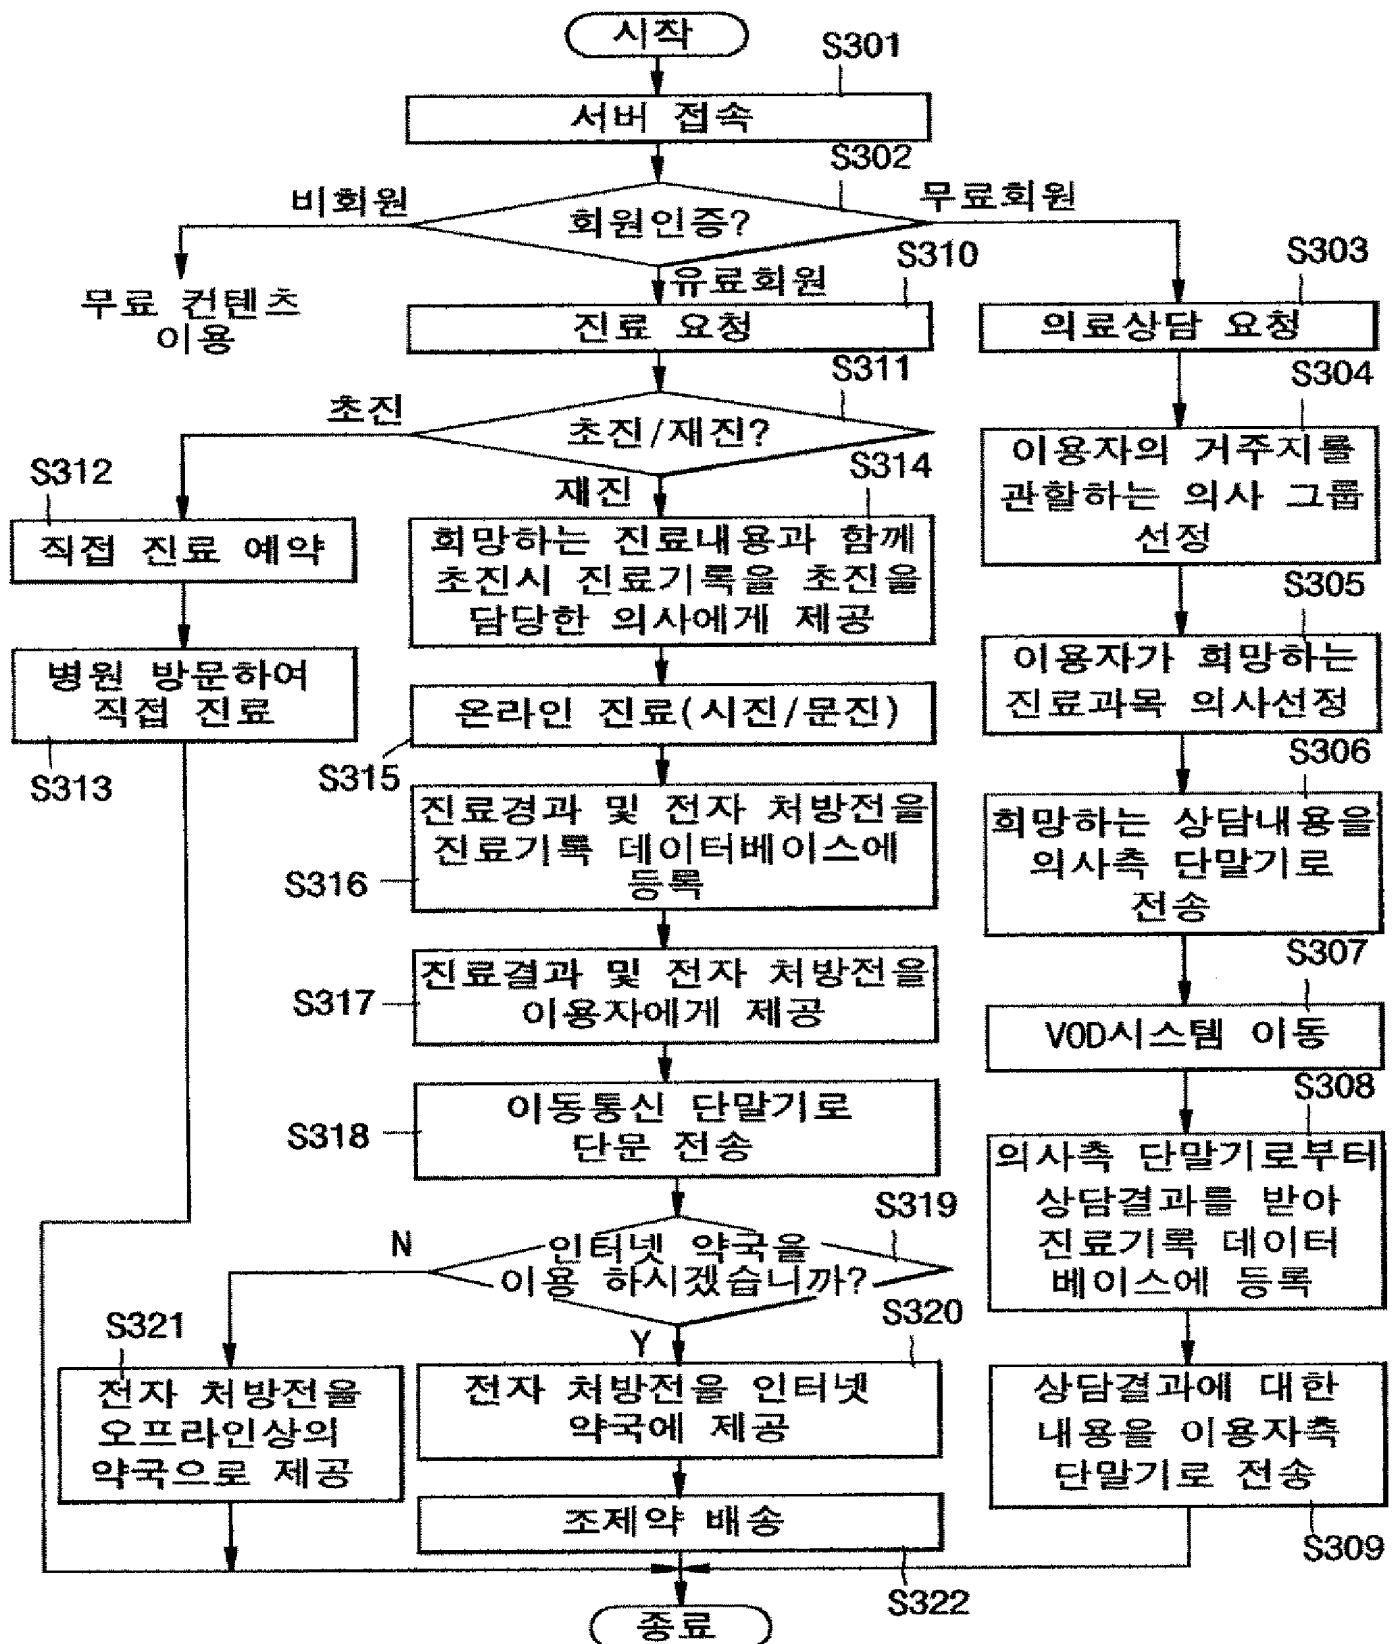 시작
S301
서버 접속
S302
비회원
회원인증?
무료회원
무료 컨텐츠
이용
유료회원
S310
진료 요청
S303
의료상담 요청
S311
초진
초진/재진?
S304
이용자의 거주지를
관할하는 의사 그룹
선정
S312
직접 진료 예약
재진
S314
희망하는 진료내용과 함께
초진시 진료기록을 초진을
담당한 의사에게 제공
S305
이용자가 희망하는
진료과목 의사선정
병원 방문하여
직접 진료
S313
온라인 진료(시진/문진)
S315
S306
희망하는 상담내용을
의사측 단말기로
전송
진료경과 및 전자 처방전을
진료기록 데이터베이스에
등록
S316
S307
VOD시스템 이동
진료결과 및 전자 처방전을
이용자에게 제공
S317
S308
의사측 단말기로부터
상담결과를 받아
진료기록 데이터
베이스에 등록
이동통신 단말기로
단문 전송
S318
S319
N
인터넷 약국을
이용 하시겠습니까?
Y
S321
전자 처방전을
오프라인상의
약국으로 제공
S320
전자 처방전을 인터넷
약국에 제공
상담결과에 대한
내용을 이용자측
단말기로 전송
S309
조제약 배송
S322
종료